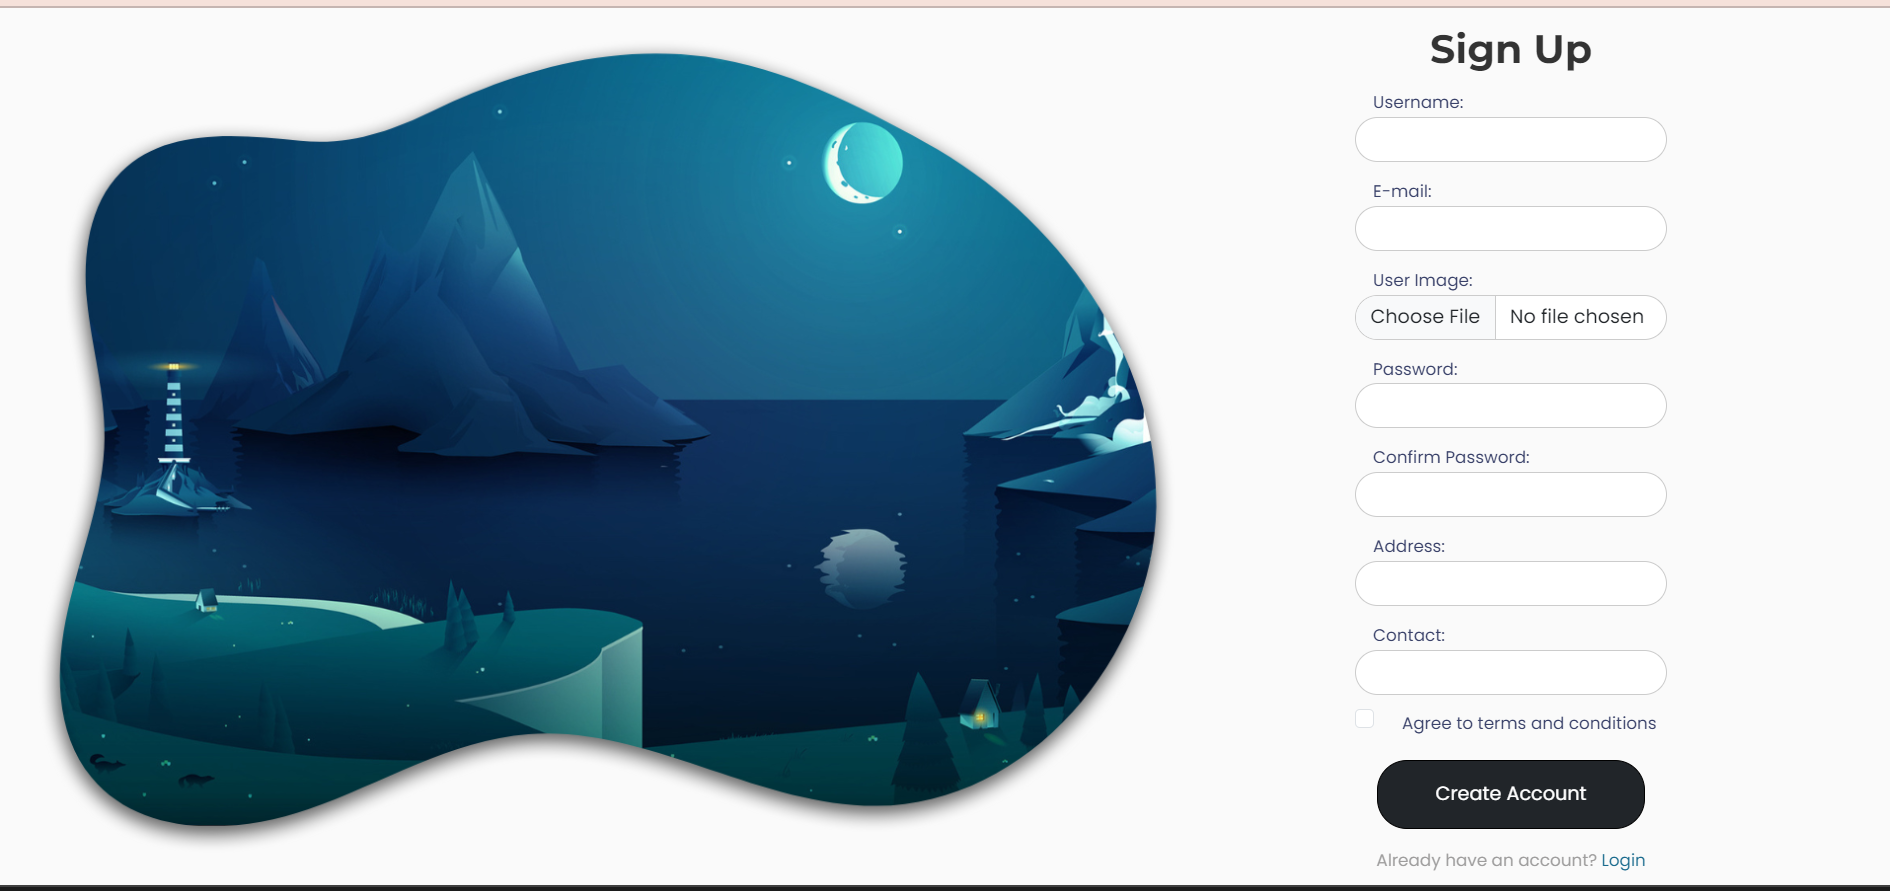 Sign Up
Username:
E-mail:
User Image:
Choose File No file chosen
Password:
Confirm Password:
Address:
Contact:
Agree to terms and conditions
Create Account
Already have an account? Login